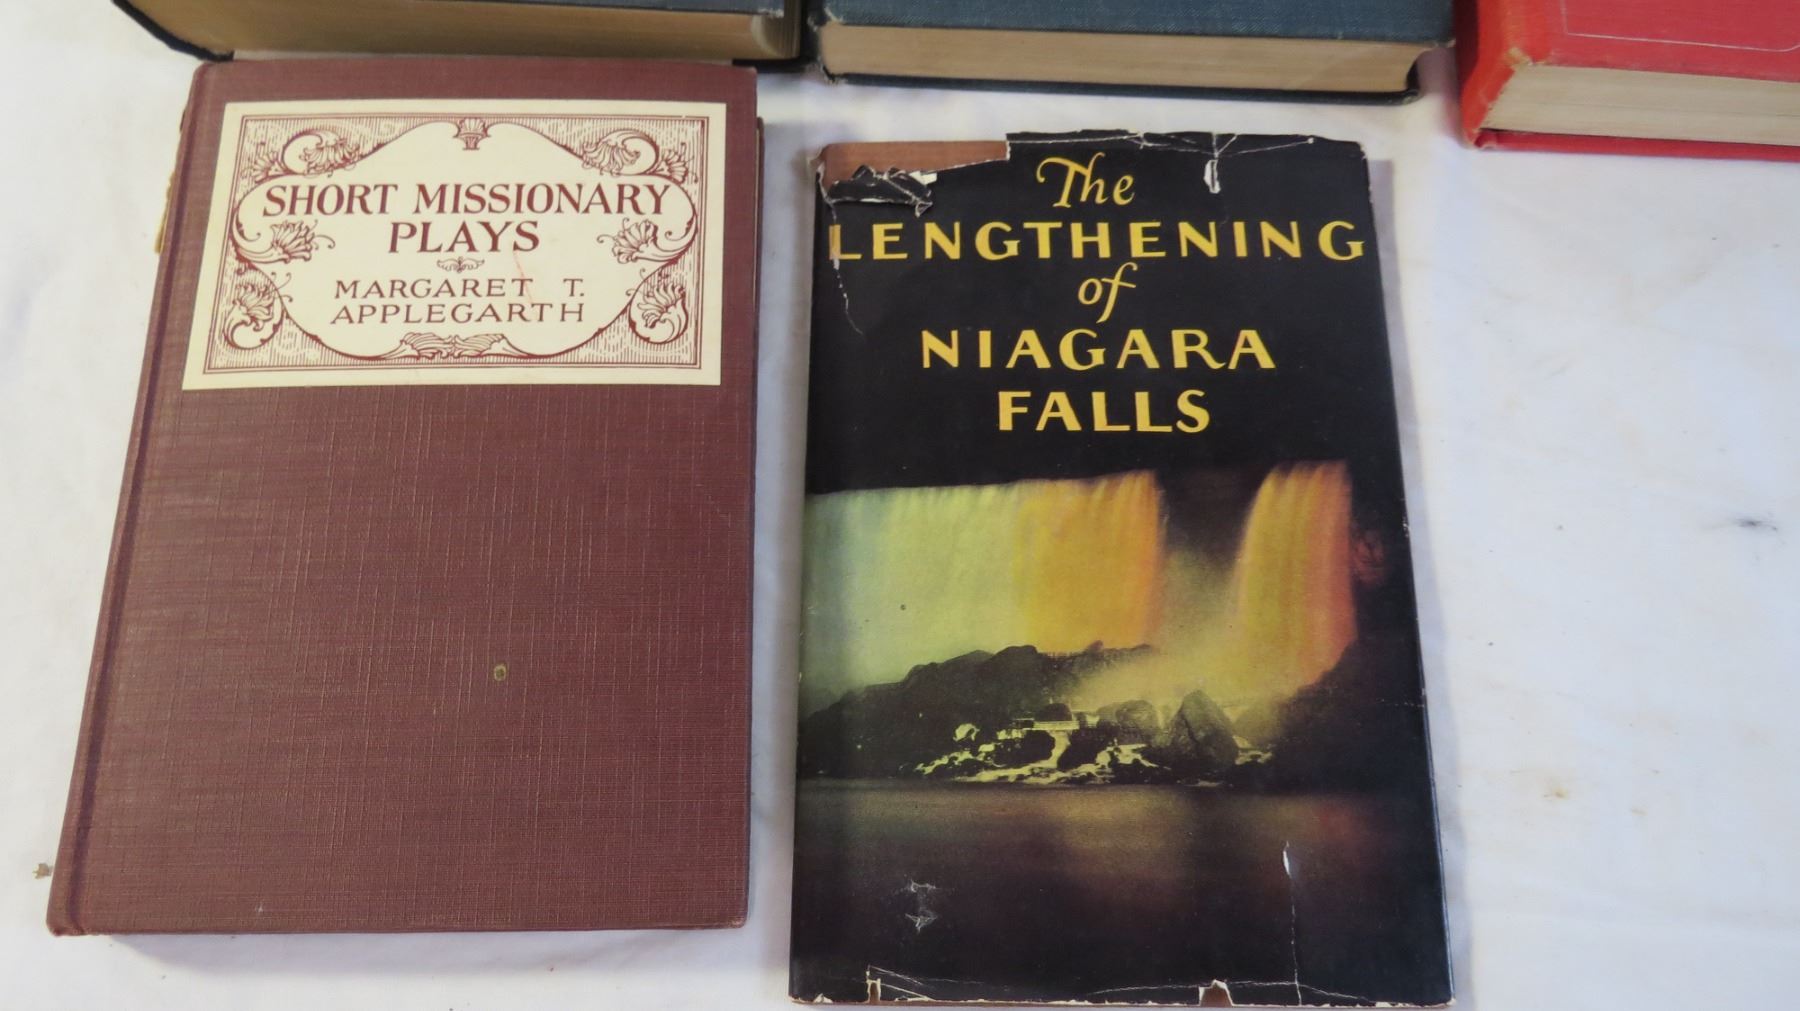 SHORT MISSIONARY
PLAYS
MARGARET T.
APPLEGARTH
The
LENGTHENING
of
NIAGARA
FALLS